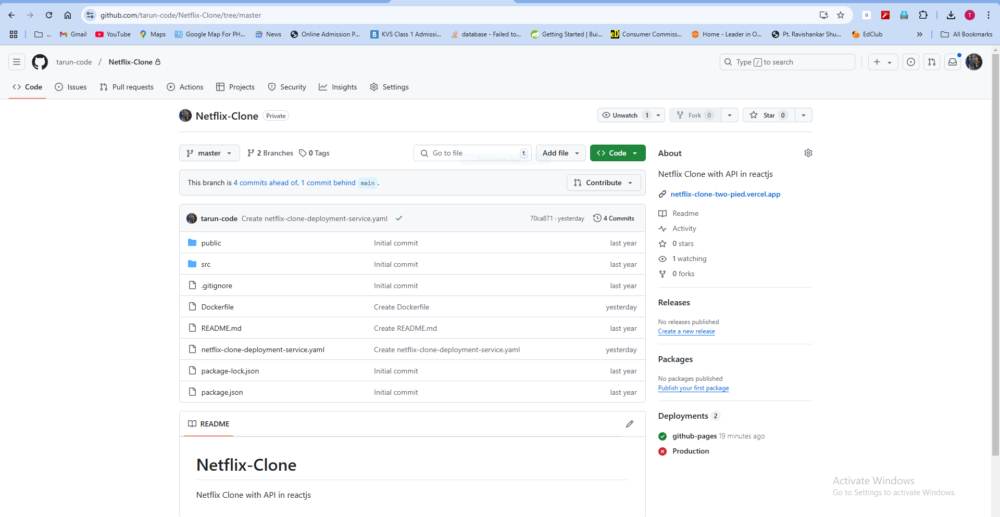 github.com/tarun-code/Netflix-Clone/tree/master
... Gmail YouTube Maps Google Map For PH... News Online Admission P... KVS Class 1 Admissi... database - Failed to... Getting Started | Bui... Consumer Commiss... Home - Leader in O... Pt. Ravishankar Shu... EdClub » All Bookmarks
tarun-code / Netflix-Clone
Type / to search
T
Code Issues Pull requests Actions Projects Security Insights Settings
Netflix-Clone Private
Unwatch 1 Fork 0 Star 0
master 2 Branches 0 Tags
Go to file t Add file <> Code
Full-screen Snip
This branch is 4 commits ahead of, 1 commit behind main .
Contribute
tarun-code Create netflix-clone-deployment-service.yaml 70ca871 · yesterday 4 Commits
public Initial commit last year
src Initial commit last year
.gitignore Initial commit last year
Dockerfile Create Dockerfile yesterday
README.md Create README.md last year
netflix-clone-deployment-service.yaml Create netflix-clone-deployment-service.yaml yesterday
package-lock.json Initial commit last year
package.json Initial commit last year
README
Netflix-Clone
Netflix Clone with API in reactjs
About
Netflix Clone with API in reactjs
netflix-clone-two-pied.vercel.app
Readme
Activity
0 stars
1 watching
0 forks
Releases
No releases published
Create a new release
Packages
No packages published
Publish your first package
Deployments 2
github-pages 19 minutes ago
Production
Activate Windows
Go to Settings to activate Windows.